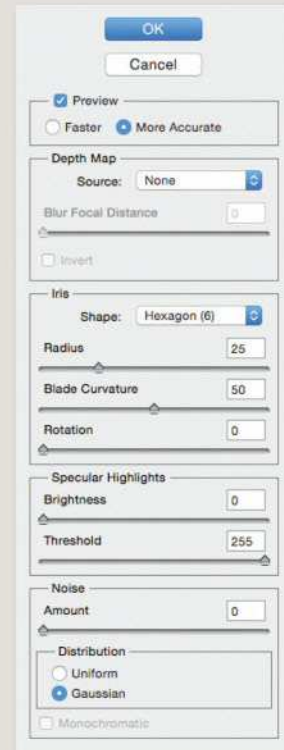 OK
Cancel
Preview
Faster More Accurate
Depth Map
Source: None
Blur Focal Distance 0
Invert
Iris
Shape: Hexagon (6)
Radius 25
Blade Curvature 50
Rotation 0
Specular Highlights
Brightness 0
Threshold 255
Noise
Amount 0
Distribution
Uniform
Gaussian
Monochromatic